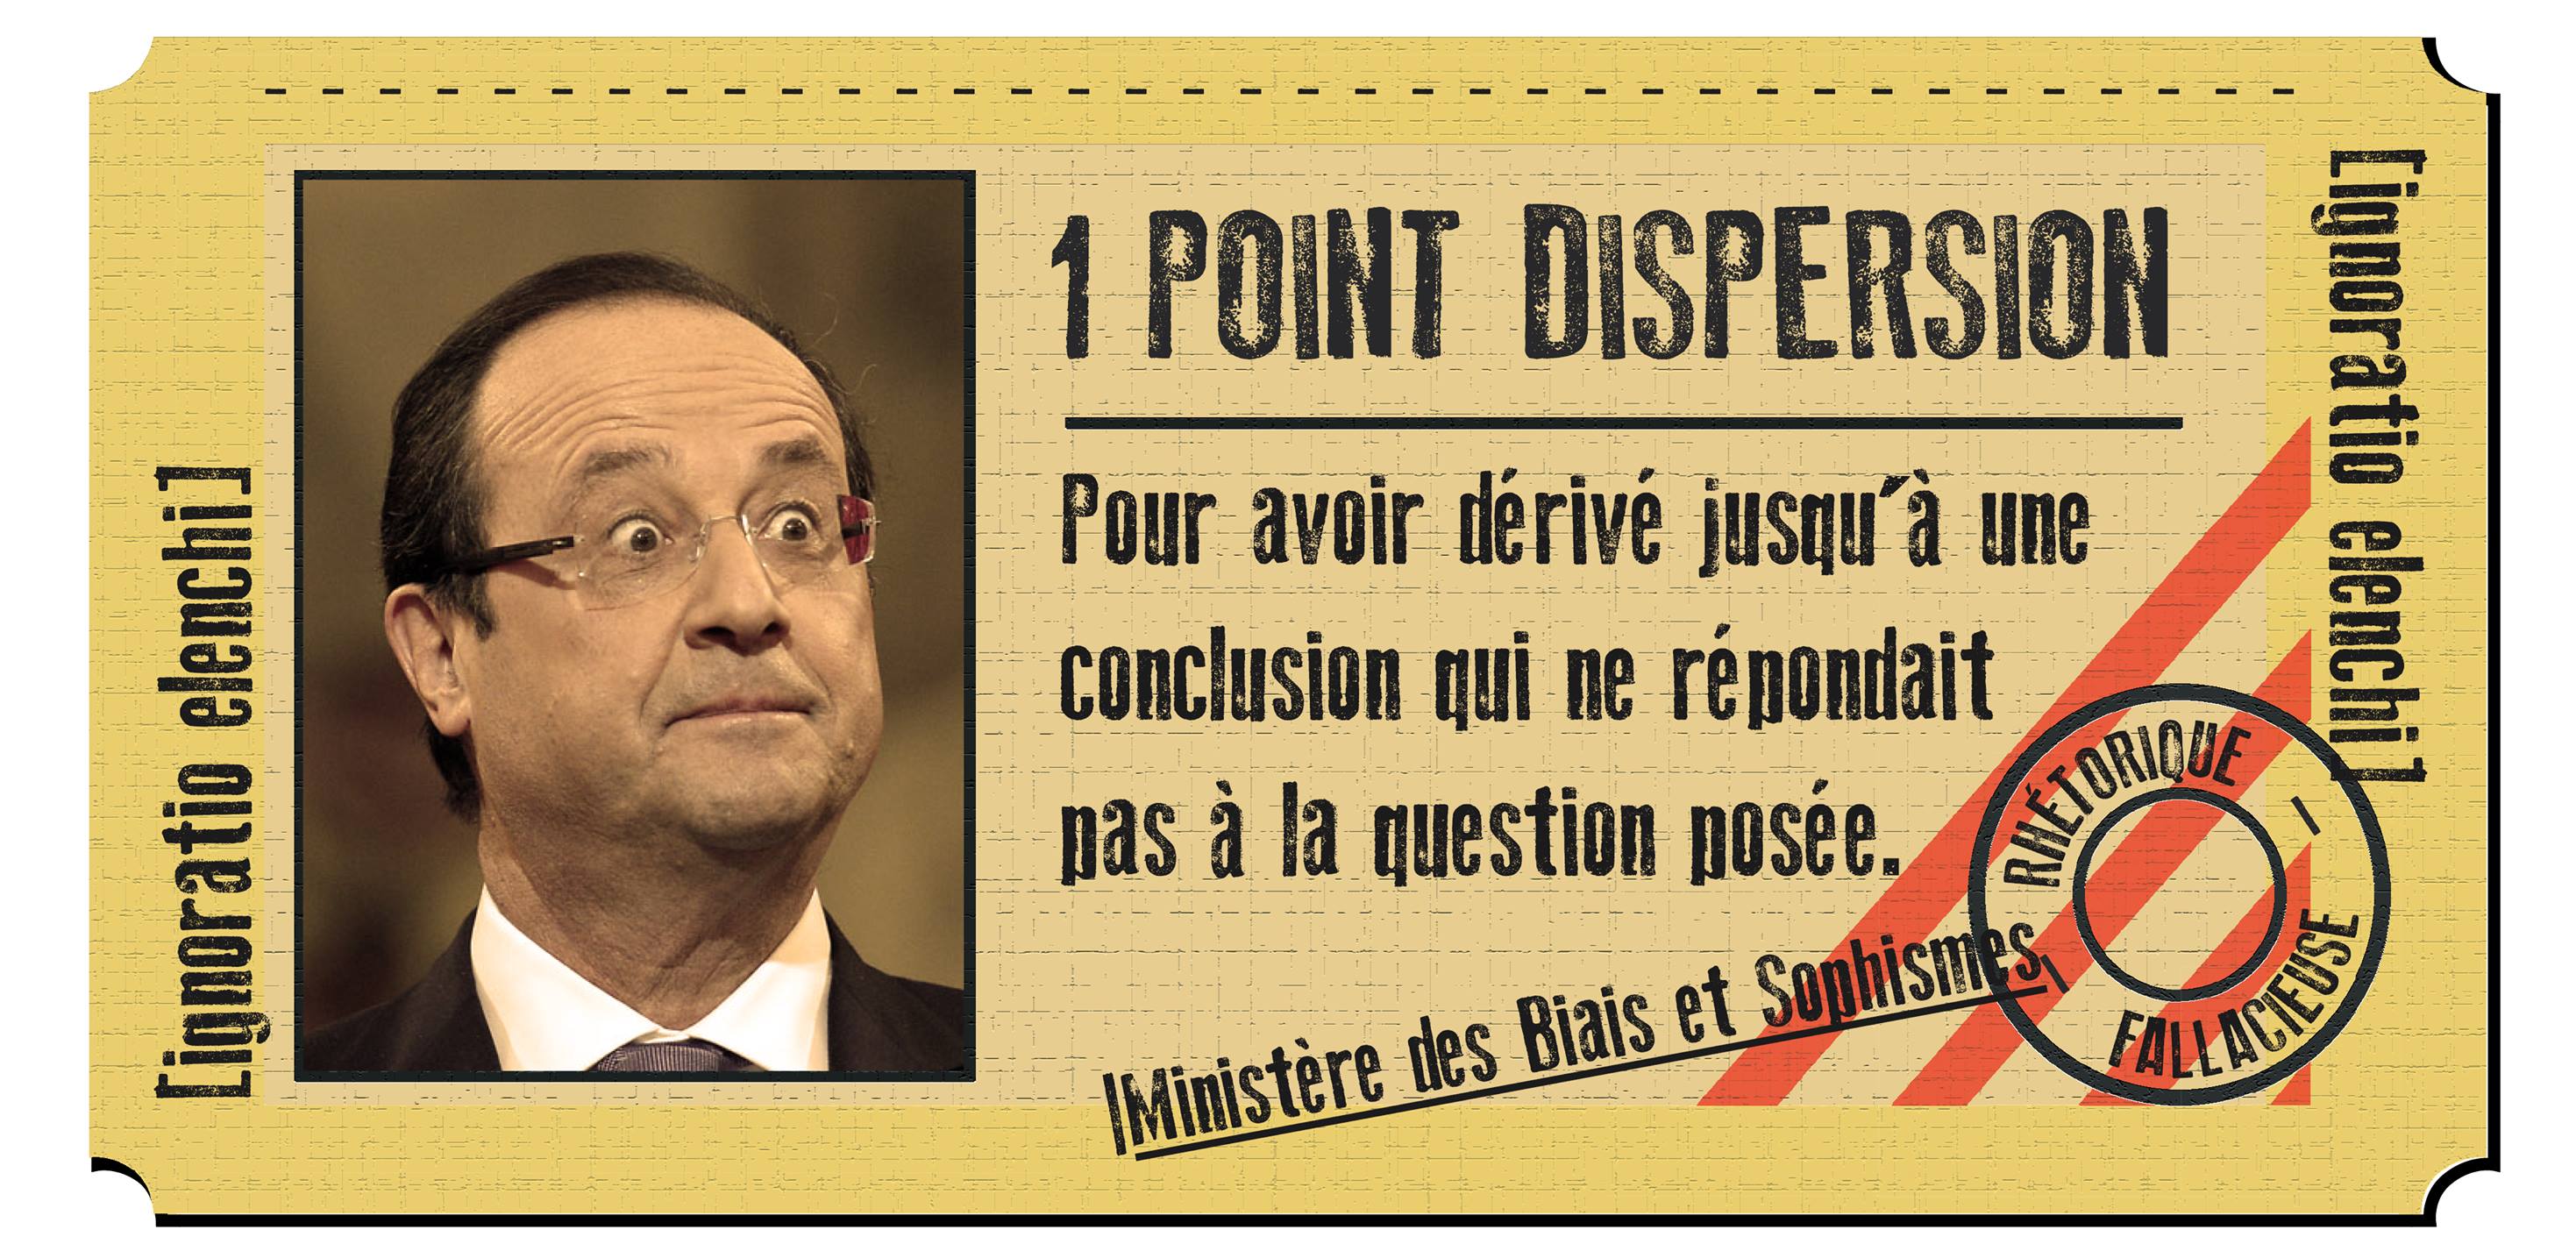 [ignoratio elenchi]
1 POINT DISPERSION
Pour avoir dérivé jusqu'à une
conclusion qui ne répondait
pas à la question posée.
|Ministère des Biais et Sophismes|
RHÉTORIQUE
FALLACIEUSE
[ignoratio elenchi]